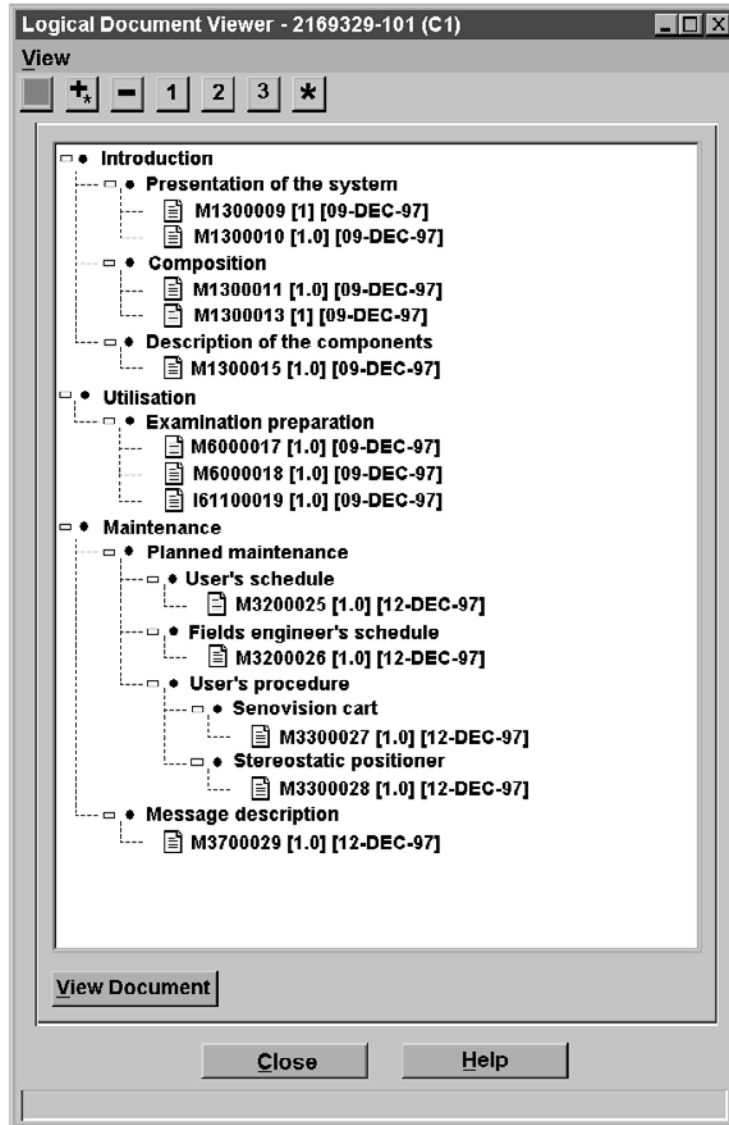 Logical Document Viewer - 2169329-101 (C1)
View
+* - 1 2 3 *
Introduction
Presentation of the system
M1300009 [1] [09-DEC-97]
M1300010 [1.0] [09-DEC-97]
Composition
M1300011 [1.0] [09-DEC-97]
M1300013 [1] [09-DEC-97]
Description of the components
M1300015 [1.0] [09-DEC-97]
Utilisation
Examination preparation
M6000017 [1.0] [09-DEC-97]
M6000018 [1.0] [09-DEC-97]
I61100019 [1.0] [09-DEC-97]
Maintenance
Planned maintenance
User's schedule
M3200025 [1.0] [12-DEC-97]
Fields engineer's schedule
M3200026 [1.0] [12-DEC-97]
User's procedure
Senovision cart
M3300027 [1.0] [12-DEC-97]
Stereostatic positioner
M3300028 [1.0] [12-DEC-97]
Message description
M3700029 [1.0] [12-DEC-97]
View Document
Close Help